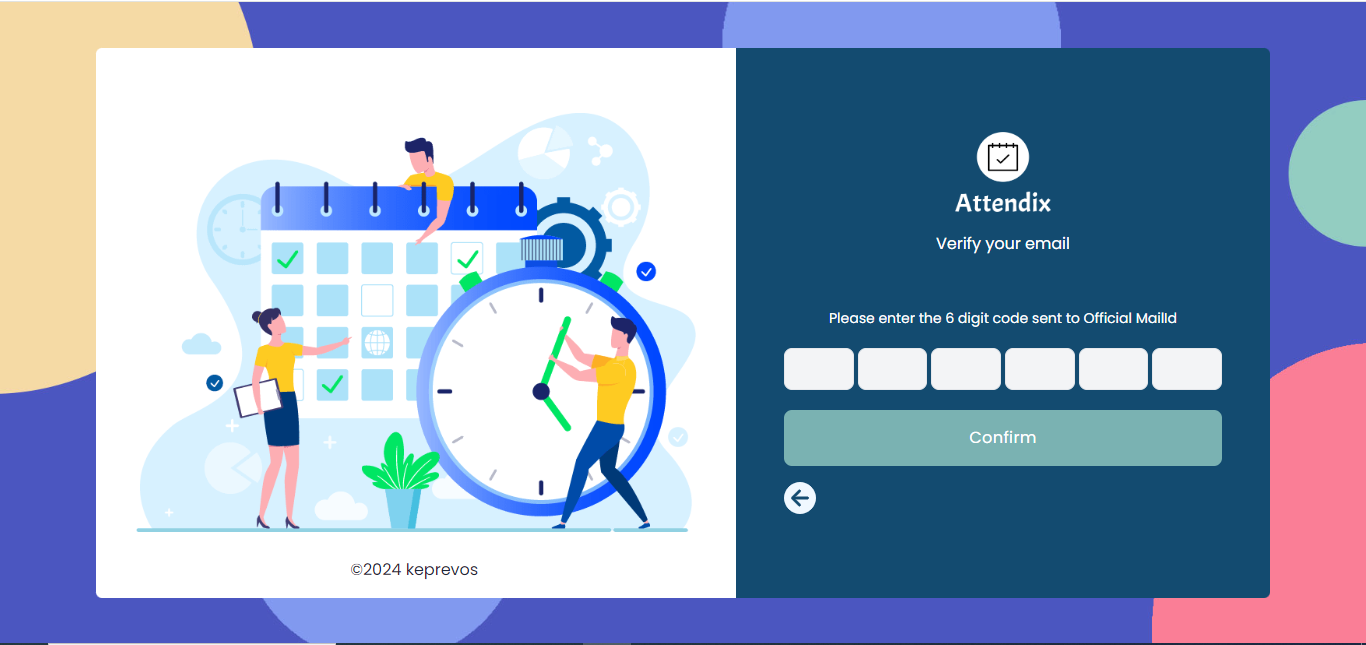 Attendix
Verify your email
Please enter the 6 digit code sent to Official MailId
Confirm
©2024 keprevos